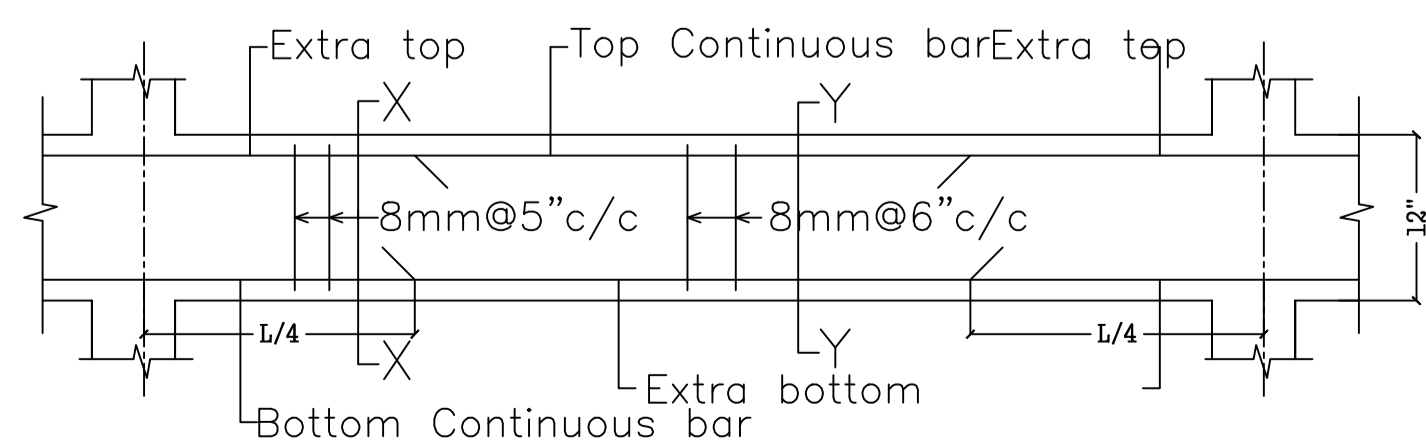 Extra top
Top Continuous bar
Extra top
X
Y
8mm@5”c/c
8mm@6”c/c
12"
L/4
L/4
X
Y
Extra bottom
Bottom Continuous bar